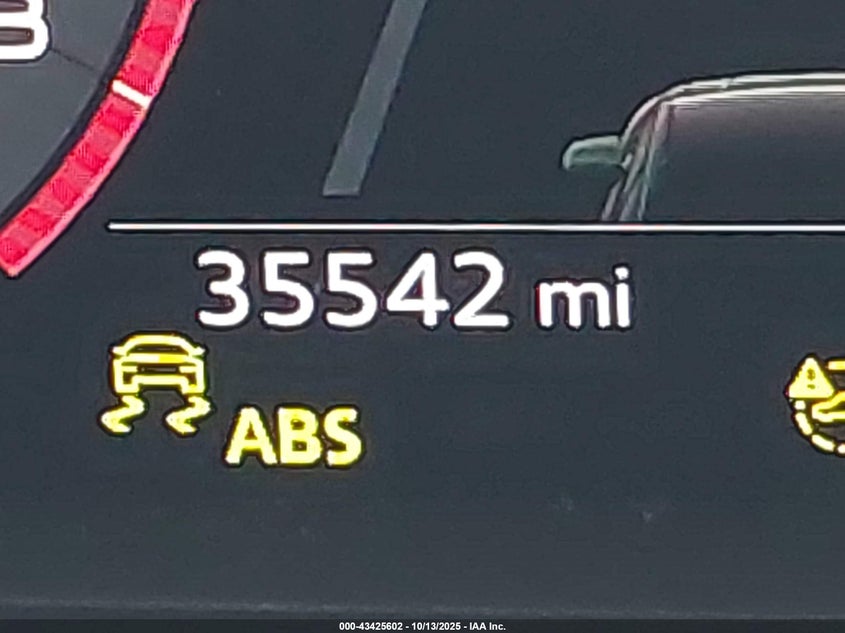 35542 mi
ABS
000-43425602 - 10/13/2025 - IAA Inc.